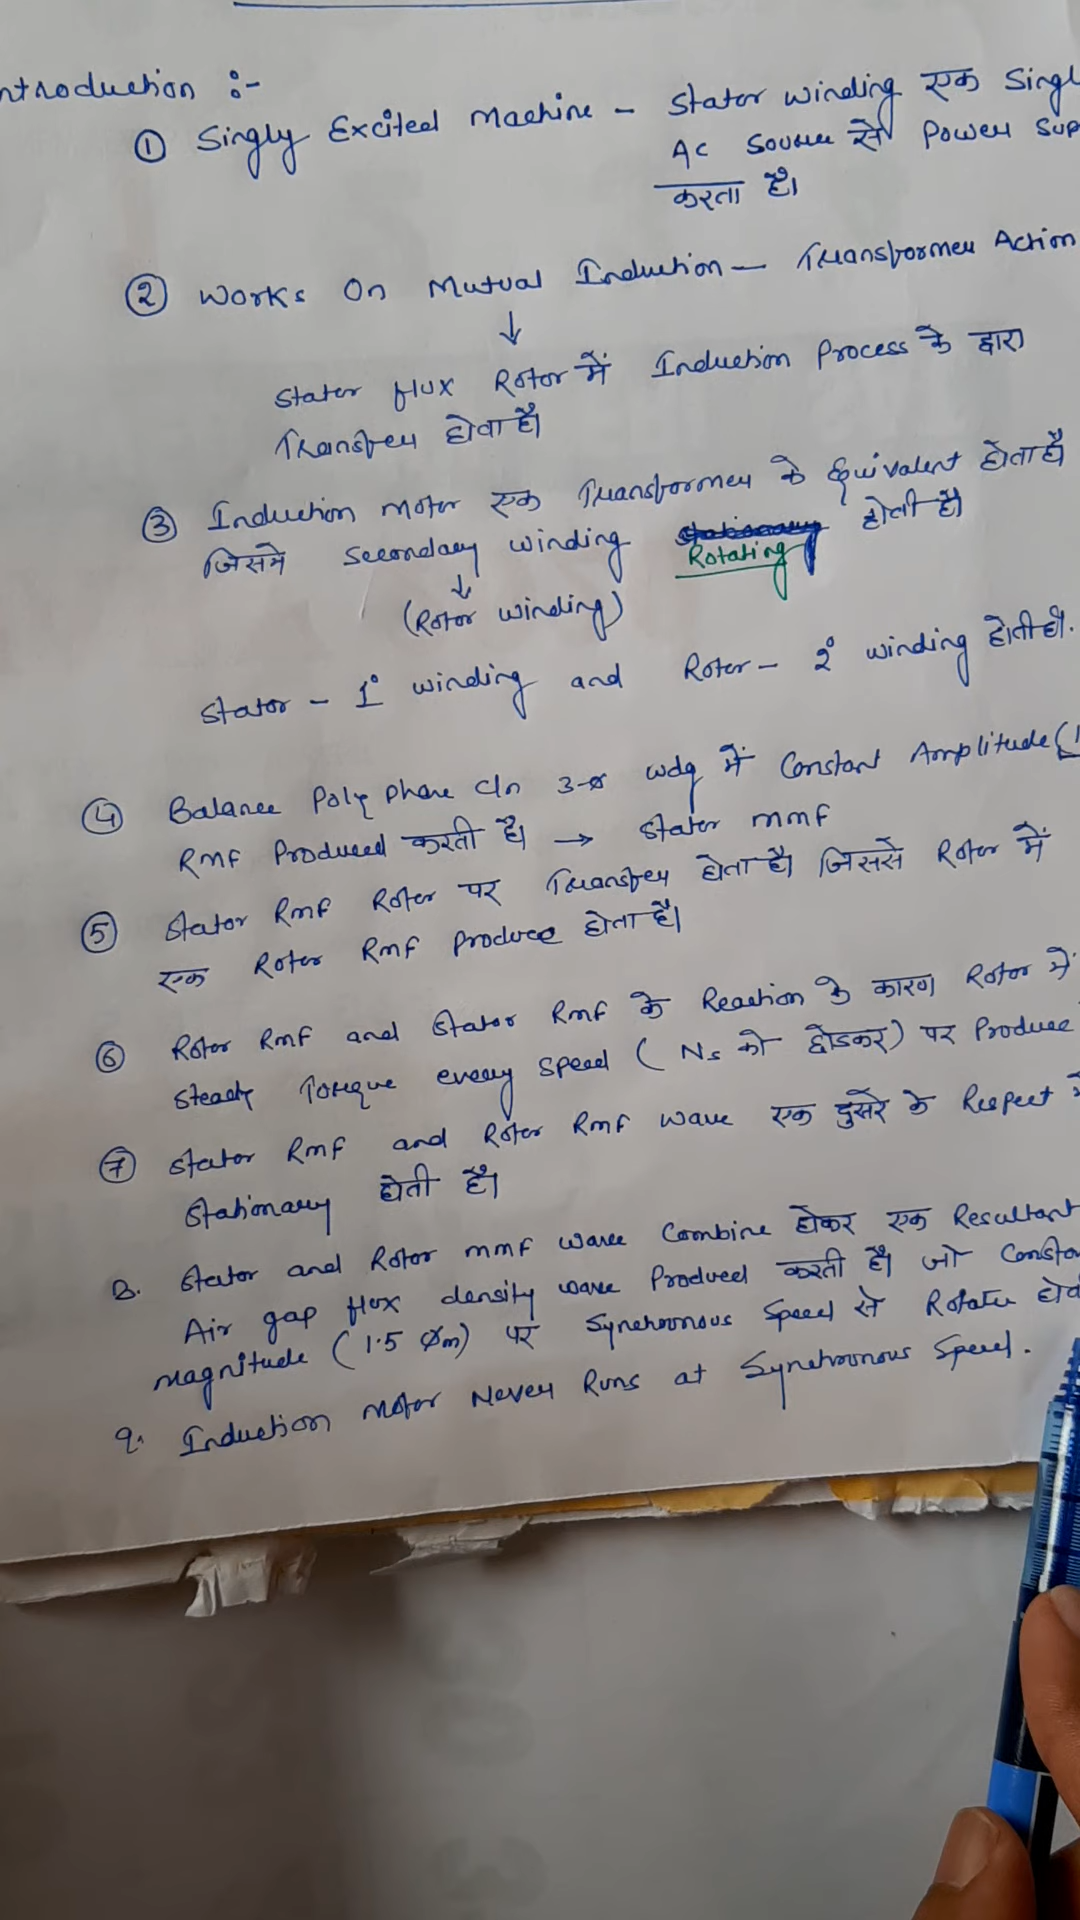 ntroduction :-
① Singly Excited Machine - Stator winding एक Singl
AC Source से Power Sup
करता है।
② Works On Mutual Induction - Transformer Action
↓
Stator flux Rotor में Induction Process के द्वारा
Transfer होता है।
③ Induction motor एक Transformer के Equivalent होता है
जिसमें Secondary winding Rotating होती है।
↓
(Rotor winding)
Stator - 1° winding and Rotor - 2° winding होती है.
④ Balance Poly phase c/n 3-ø wdg में Constant Amplitude (1
RMF Produced करती है। → Stator mmf
⑤ Stator RMF Rotor पर Transfer होता है। जिससे Rotor में
एक Rotor RMF Produce होता है।
⑥ Rotor RMF and Stator RMF के Reaction के कारण Rotor में
Steady Torque every Speed ( Ns को छोडकर) पर Produce
⑦ Stator RMF and Rotor RMF wave एक दुसरे के Respect
Stationary होती है।
8. Stator and Rotor mmf wave Combine होकर एक Resultant
Air gap flux density wave Produced करती है। जो Consta
magnitude (1.5 Øm) पर Synchronous Speed से Rotate होत
9. Induction motor Never Runs at Synchronous Speed.